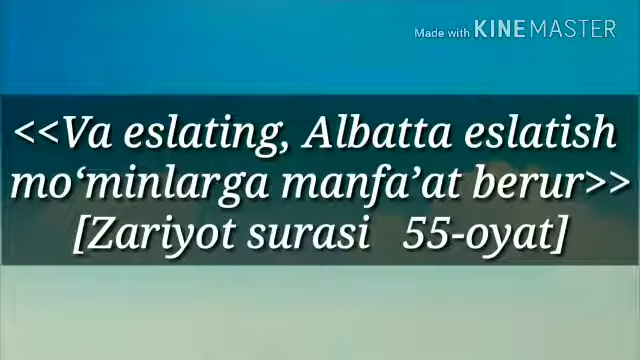 Made with KINEMASTER
<<Va eslating, Albatta eslatish
mo‘minlarga manfa’at berur>>
[Zariyot surasi 55-oyat]